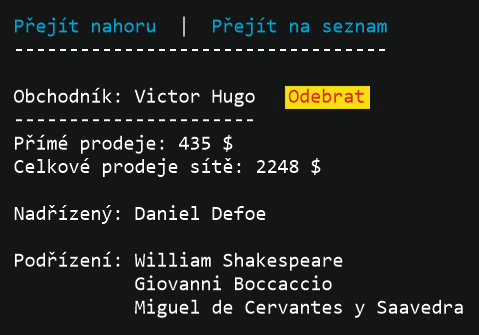 Přejít nahoru | Přejít na seznam
----------------------------------
Obchodník: Victor Hugo Odebrat
----------------------
Přímé prodeje: 435 $
Celkové prodeje sítě: 2248 $
Nadřízený: Daniel Defoe
Podřízení: William Shakespeare
Giovanni Boccaccio
Miguel de Cervantes y Saavedra